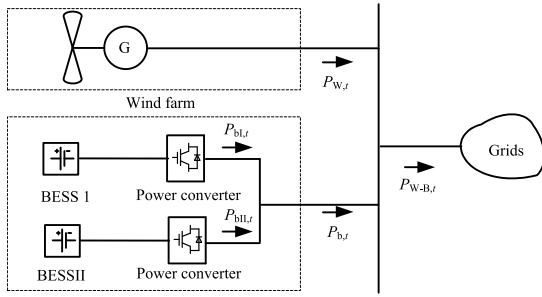 G
P_W,t
Wind farm
P_bI,t
BESS 1
Power converter
P_bII,t
BESSII
Power converter
P_b,t
P_W-B,t
Grids